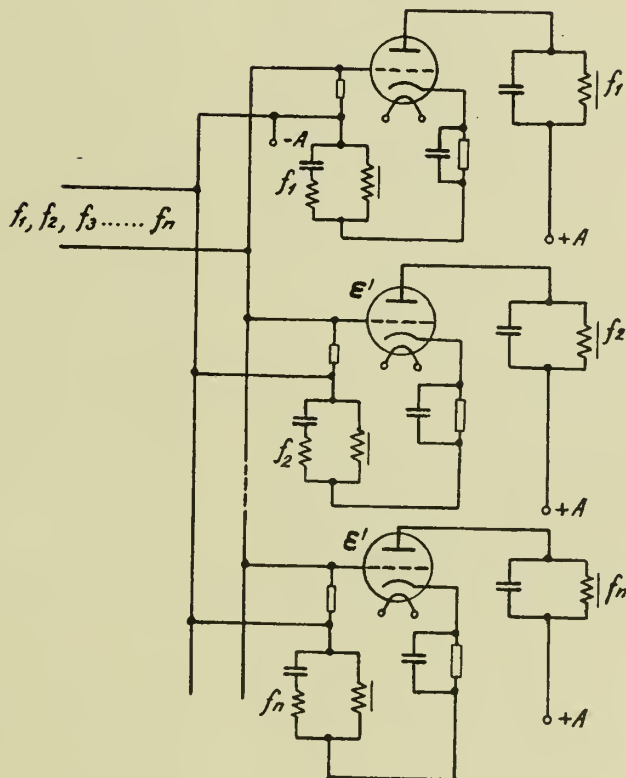 f₁
-A
f₁
f₁, f₂, f₃ ...... fₙ
+A
ε'
f₂
f₂
+A
ε'
fₙ
fₙ
+A